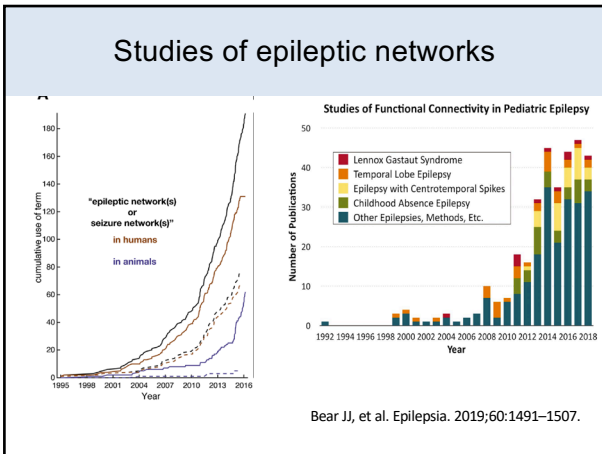 Studies of epileptic networks
cumulative use of term
180
160
140
120
100
80
60
40
20
0
"epileptic network(s)
or
seizure network(s)"
in humans
in animals
1995 1998 2001 2004 2007 2010 2013 2016
Year
Studies of Functional Connectivity in Pediatric Epilepsy
Number of Publications
50
40
30
20
10
0
Lennox Gastaut Syndrome
Temporal Lobe Epilepsy
Epilepsy with Centrotemporal Spikes
Childhood Absence Epilepsy
Other Epilepsies, Methods, Etc.
1992 1994 1996 1998 2000 2002 2004 2006 2008 2010 2012 2014 2016 2018
Year
Bear JJ, et al. Epilepsia. 2019;60:1491–1507.